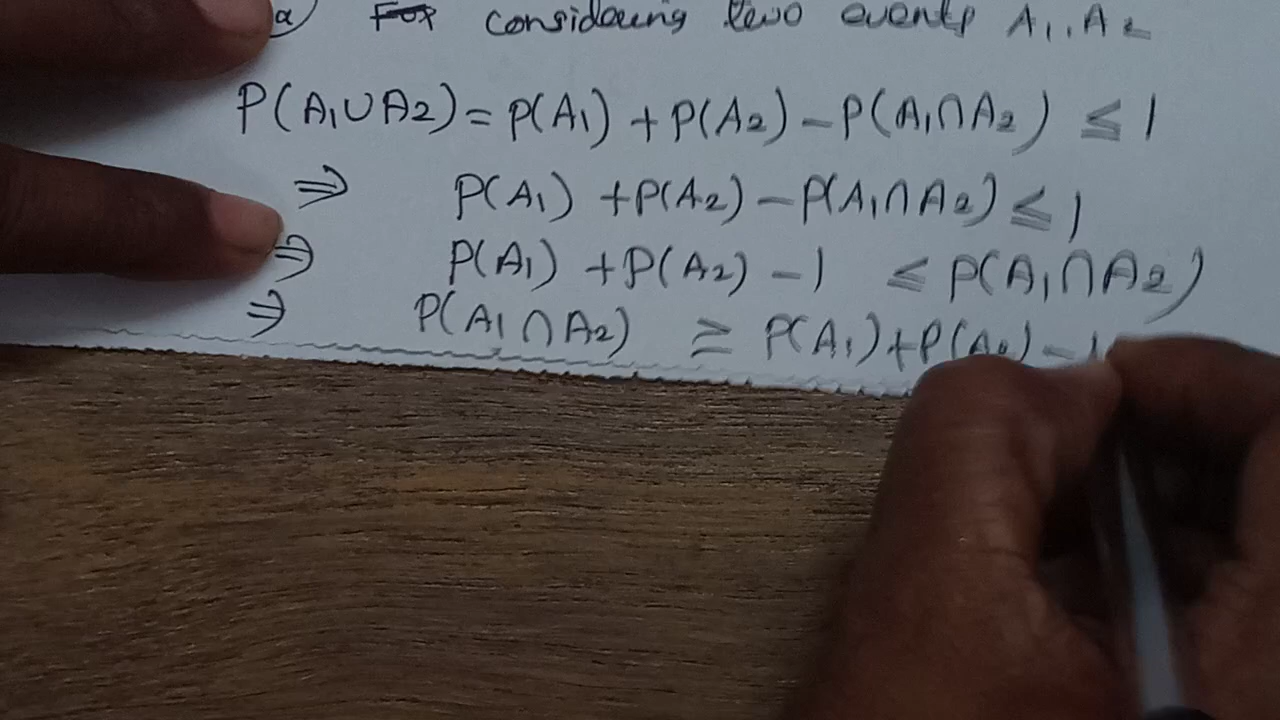 a) For considering two events A₁, A₂
P(A₁∪A₂) = P(A₁) + P(A₂) - P(A₁∩A₂) ≤ 1
⇒ P(A₁) + P(A₂) - P(A₁∩A₂) ≤ 1
⇒ P(A₁) + P(A₂) - 1 ≤ P(A₁∩A₂)
⇒ P(A₁∩A₂) ≥ P(A₁) + P(A₂) - 1